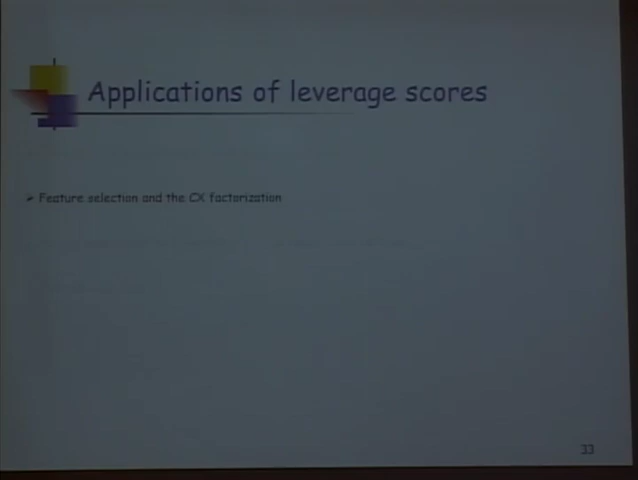 Applications of leverage scores
➢ Feature selection and the CX factorization
33